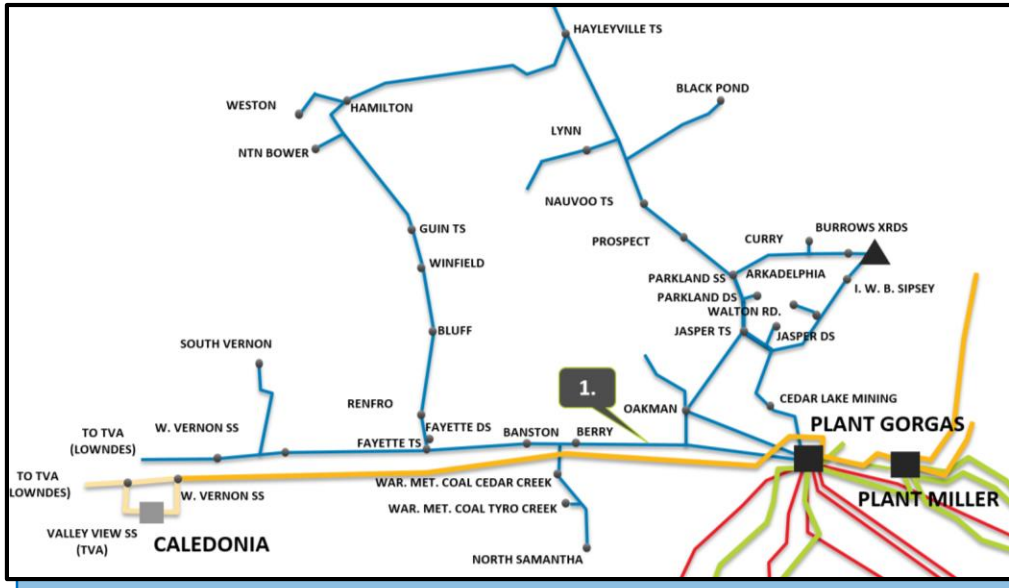 HAYLEYVILLE TS
BLACK POND
WESTON
HAMILTON
LYNN
NTN BOWER
NAUVOO TS
GUIN TS
PROSPECT
CURRY
BURROWS XRDS
WINFIELD
PARKLAND SS
ARKADELPHIA
I. W. B. SIPSEY
PARKLAND DS
WALTON RD.
BLUFF
JASPER TS
JASPER DS
SOUTH VERNON
1.
RENFRO
OAKMAN
CEDAR LAKE MINING
TO TVA
(LOWNDES)
W. VERNON SS
FAYETTE DS
FAYETTE TS
BANSTON
BERRY
PLANT GORGAS
TO TVA
(LOWNDES)
W. VERNON SS
WAR. MET. COAL CEDAR CREEK
PLANT MILLER
WAR. MET. COAL TYRO CREEK
VALLEY VIEW SS
(TVA)
CALEDONIA
NORTH SAMANTHA